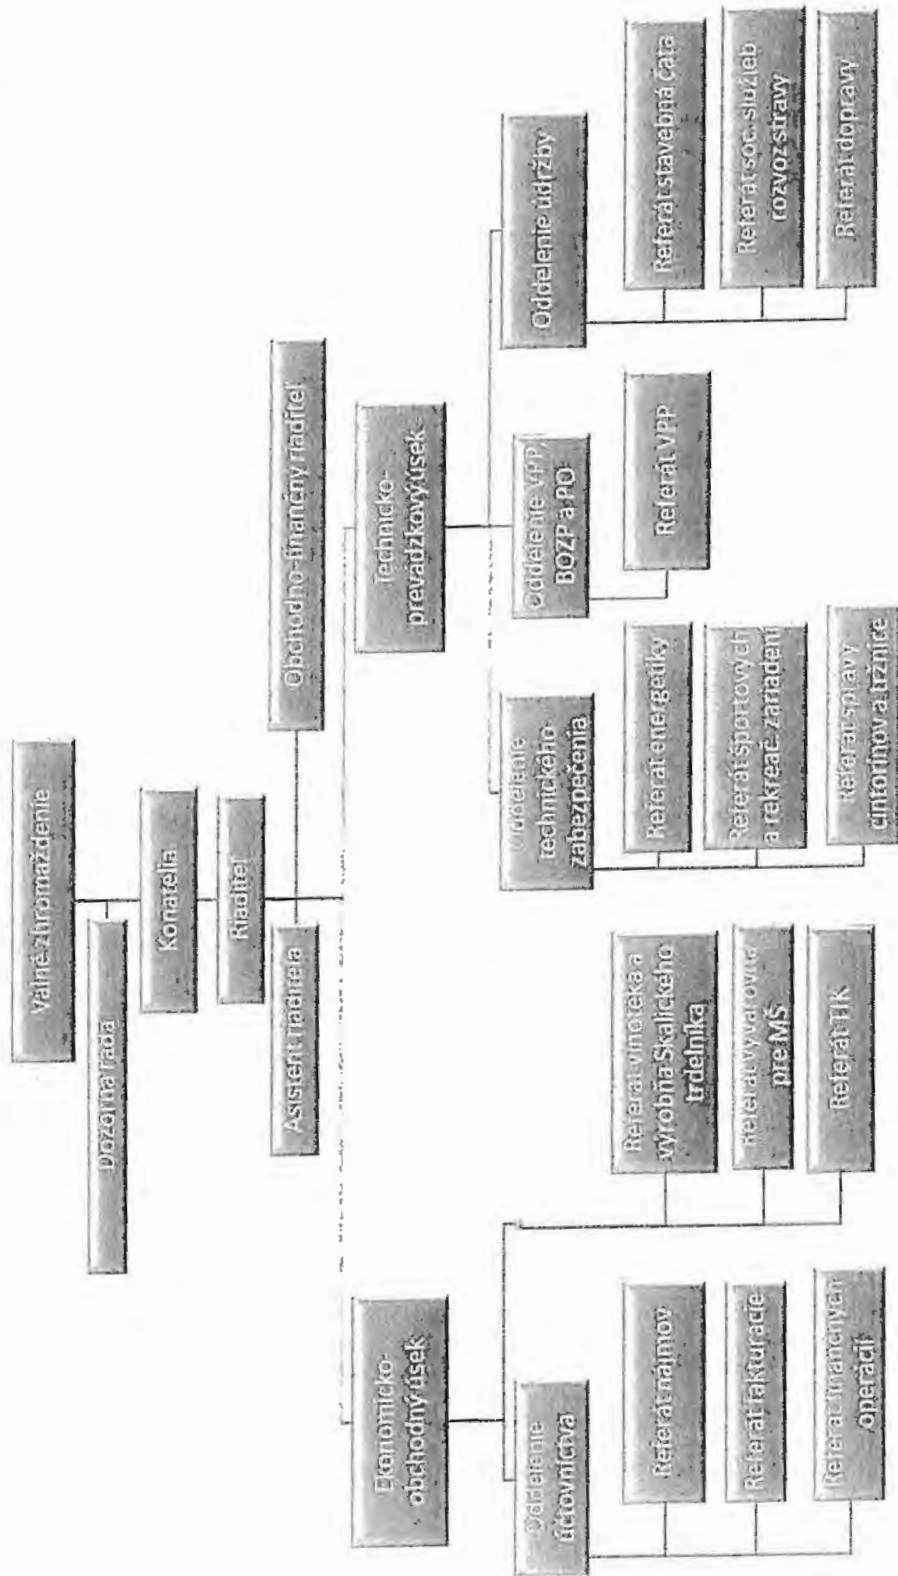 Valné zhromaždenie
Dozorná rada
Konatelia
Riaditeľ
Asistent riaditeľa
Obchodno-finančný riaditeľ
Ekonomicko-
obchodný úsek
Technicko-
prevádzkový úsek
Oddelenie
účtovníctva
Referát nájmov
Referát fakturácie
Referát finančných
operácií
Referát vinotéka a
výrobňa Skalického
trdelníka
Referát vyvarovňa
pre MŠ
Referát TIK
Oddelenie
technického
zabezpečenia
Referát energetiky
Referát športových
a rekreač. zariadení
Referát správy
cintorínov a tržnice
Oddelenie VPP,
BOZP a PO
Referát VPP
Oddelenie údržby
Referát stavebná čata
Referát soc. služieb
rozvoz stravy
Referát dopravy